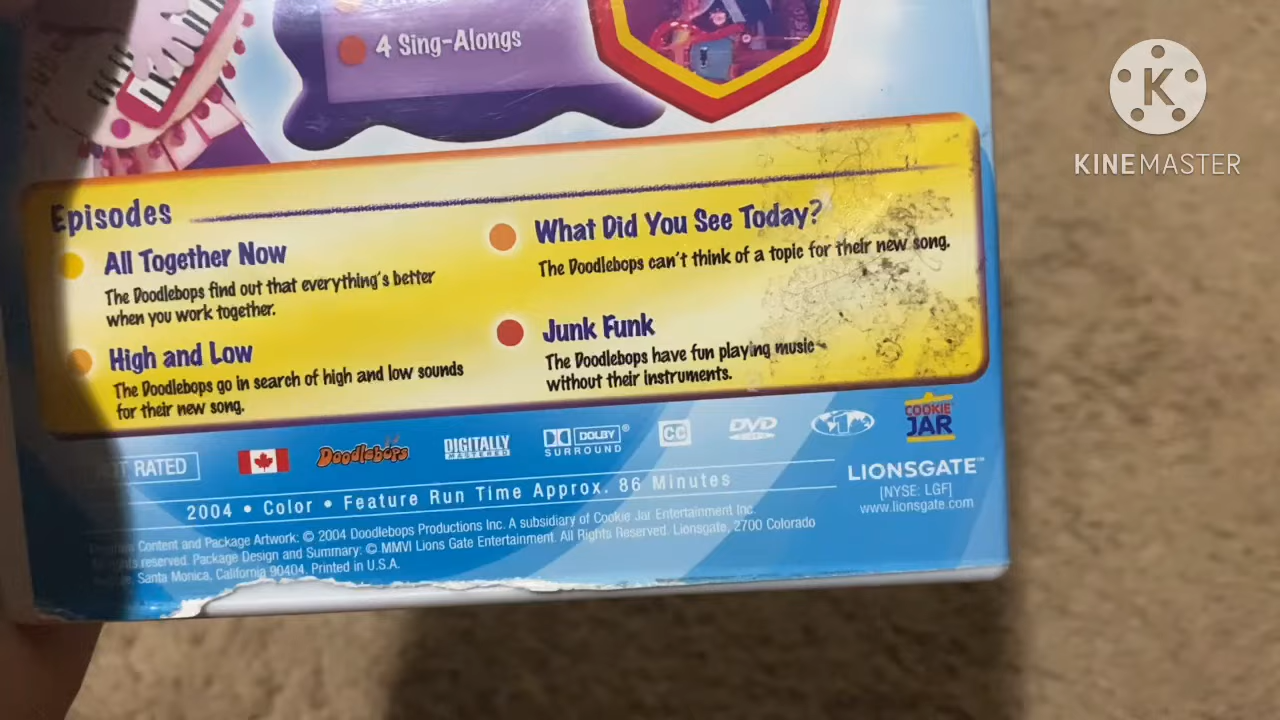 4 Sing-Alongs
K
KINEMASTER
Episodes
All Together Now
The Doodlebops find out that everything's better
when you work together.
High and Low
The Doodlebops go in search of high and low sounds
for their new song.
What Did You See Today?
The Doodlebops can't think of a topic for their new song.
Junk Funk
The Doodlebops have fun playing music
without their instruments.
RATED
Doodlebops
DIGITALLY
MASTERED
DOLBY
SURROUND ®
CC
DVD
VIDEO
1
COOKIE
JAR
2004 • Color • Feature Run Time Approx. 86 Minutes
LIONSGATE™
[NYSE: LGF]
www.lionsgate.com
Content and Package Artwork: © 2004 Doodlebops Productions Inc. A subsidiary of Cookie Jar Entertainment Inc.
reserved. Package Design and Summary: © MMVI Lions Gate Entertainment. All Rights Reserved. Lionsgate, 2700 Colorado
Santa Monica, California 90404. Printed in U.S.A.